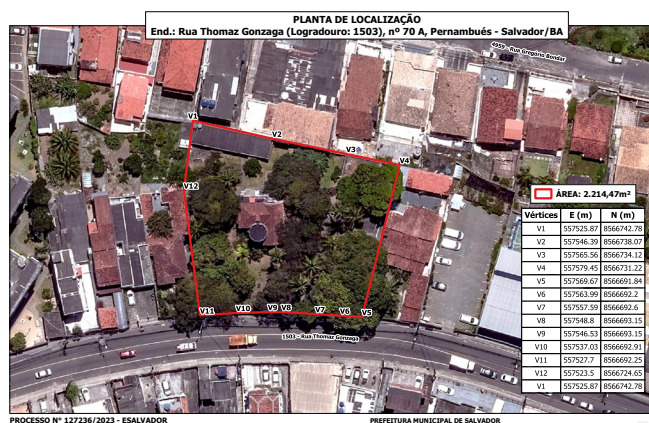 PLANTA DE LOCALIZAÇÃO
End.: Rua Thomaz Gonzaga (Logradouro: 1503), nº 70 A, Pernambués - Salvador/BA
4959 - Rua Gregório Bondar
V1
V2
V3
V4
V12
V11
V10
V9
V8
V7
V6
V5
1503 - Rua Thomaz Gonzaga
ÁREA: 2.214,47m²
Vértices E (m) N (m)
V1 557525.87 8566742.78
V2 557546.39 8566738.07
V3 557565.56 8566734.12
V4 557579.45 8566731.22
V5 557569.67 8566691.84
V6 557563.99 8566692.2
V7 557557.59 8566692.6
V8 557548.8 8566693.15
V9 557546.53 8566693.15
V10 557537.03 8566692.91
V11 557527.7 8566692.25
V12 557523.5 8566724.65
V1 557525.87 8566742.78
PROCESSO N° 127236/2023 - ESALVADOR
PREFEITURA MUNICIPAL DE SALVADOR